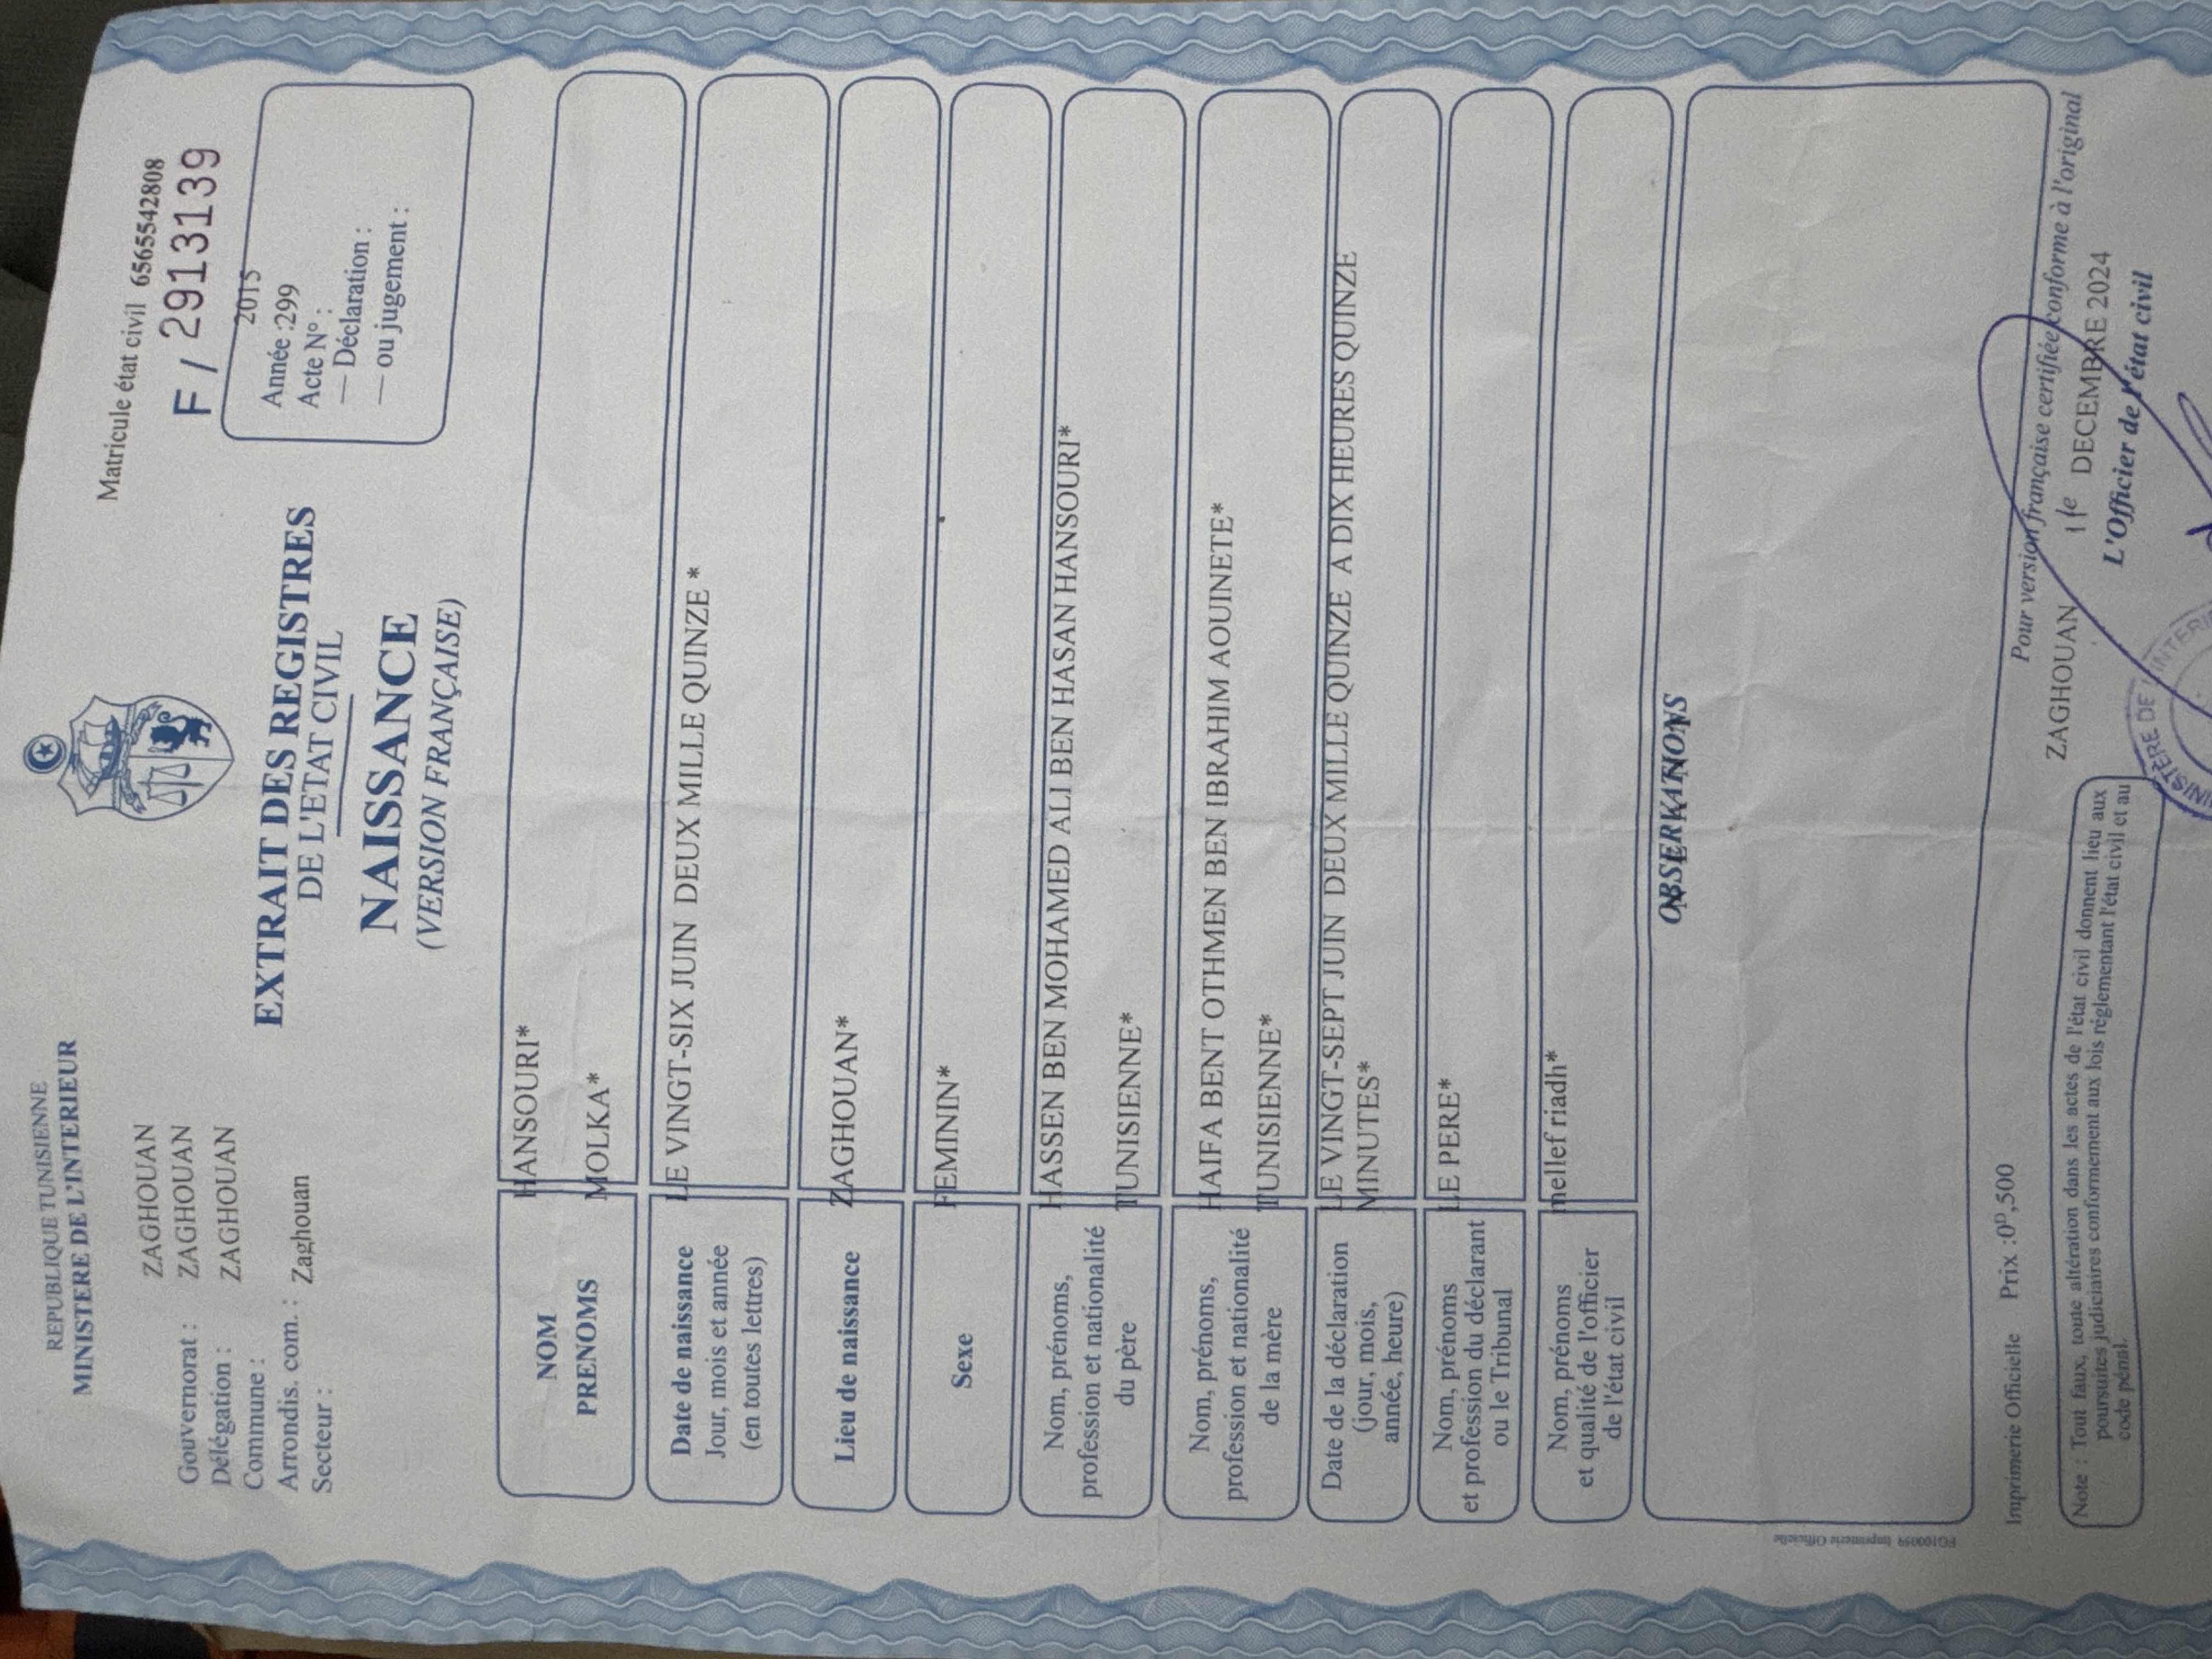 REPUBLIQUE TUNISIENNE
MINISTERE DE L'INTERIEUR
Matricule état civil 65655542808
F / 2913139
ZAGHOUAN
Gouvernorat : ZAGHOUAN
Délégation : ZAGHOUAN
Commune :
Arrondis. com. : Zaghouan
Secteur :
2015
Année :299
Acte N° :
— Déclaration :
— ou jugement :
EXTRAIT DES REGISTRES
DE L'ETAT CIVIL
NAISSANCE
(VERSION FRANÇAISE)
NOM HANSOURI*
PRENOMS MOLKA*
Date de naissance
Jour, mois et année
(en toutes lettres)
LE VINGT-SIX JUIN DEUX MILLE QUINZE *
Lieu de naissance ZAGHOUAN*
Sexe FEMININ*
Nom, prénoms,
profession et nationalité
du père
HASSEN BEN MOHAMED ALI BEN HASAN HANSOURI*
TUNISIENNE*
Nom, prénoms,
profession et nationalité
de la mère
HAIFA BENT OTHMEN BEN IBRAHIM AOUINETE*
TUNISIENNE*
Date de la déclaration
(jour, mois,
année, heure)
LE VINGT-SEPT JUIN DEUX MILLE QUINZE A DIX HEURES QUINZE
MINUTES*
Nom, prénoms
et profession du déclarant
ou le Tribunal
LE PERE*
Nom, prénoms
et qualité de l'officier
de l'état civil
mellef riadh*
OBSERVATIONS
FG100059 Imprimerie Officielle
Imprimerie Officielle Prix :0ᴰ,500
Pour version française certifiée conforme à l'original
ZAGHOUAN le DECEMBRE 2024
L'Officier de l'état civil
Note : Tout faux, toute altération dans les actes de l'état civil donnent lieu aux
poursuites judiciaires conformement aux lois réglementant l'état civil et au
code pénal.
MINISTÈRE DE L'INTERIE